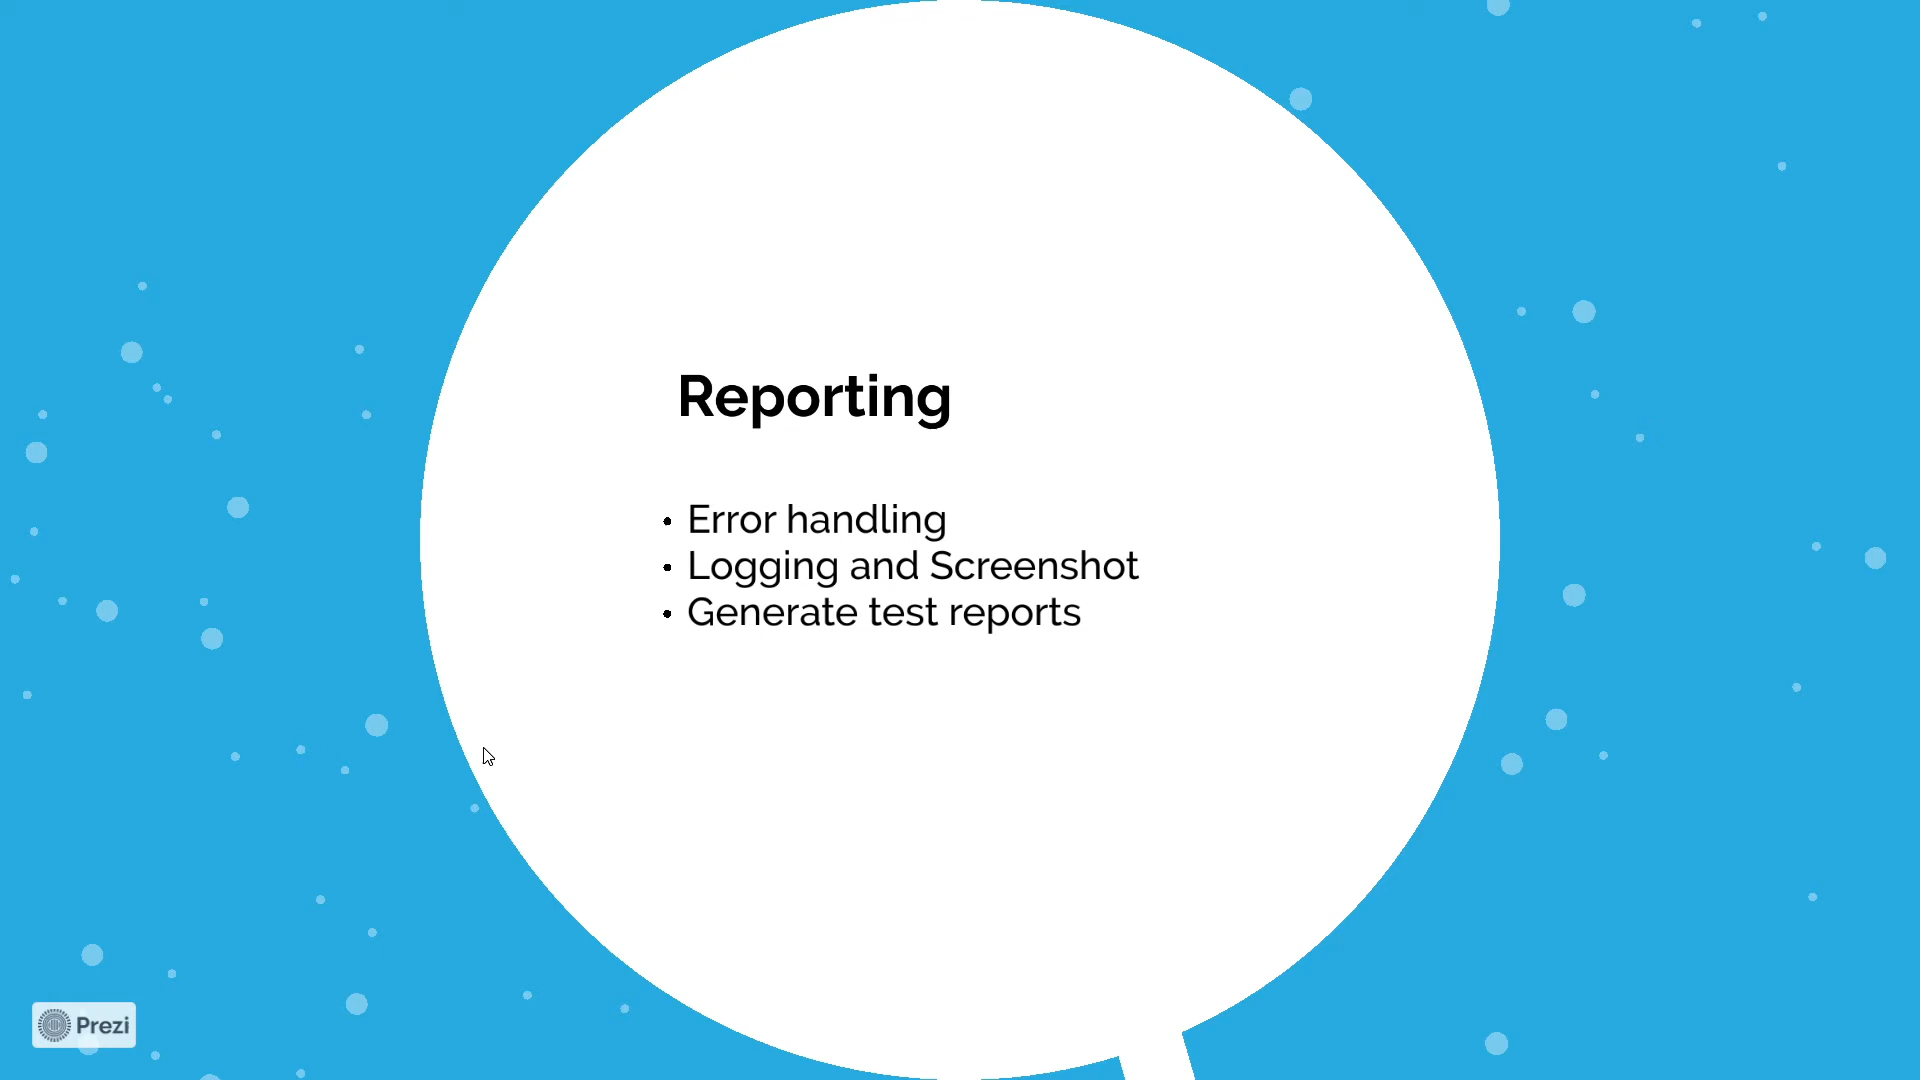 Reporting
• Error handling
• Logging and Screenshot
• Generate test reports
Prezi